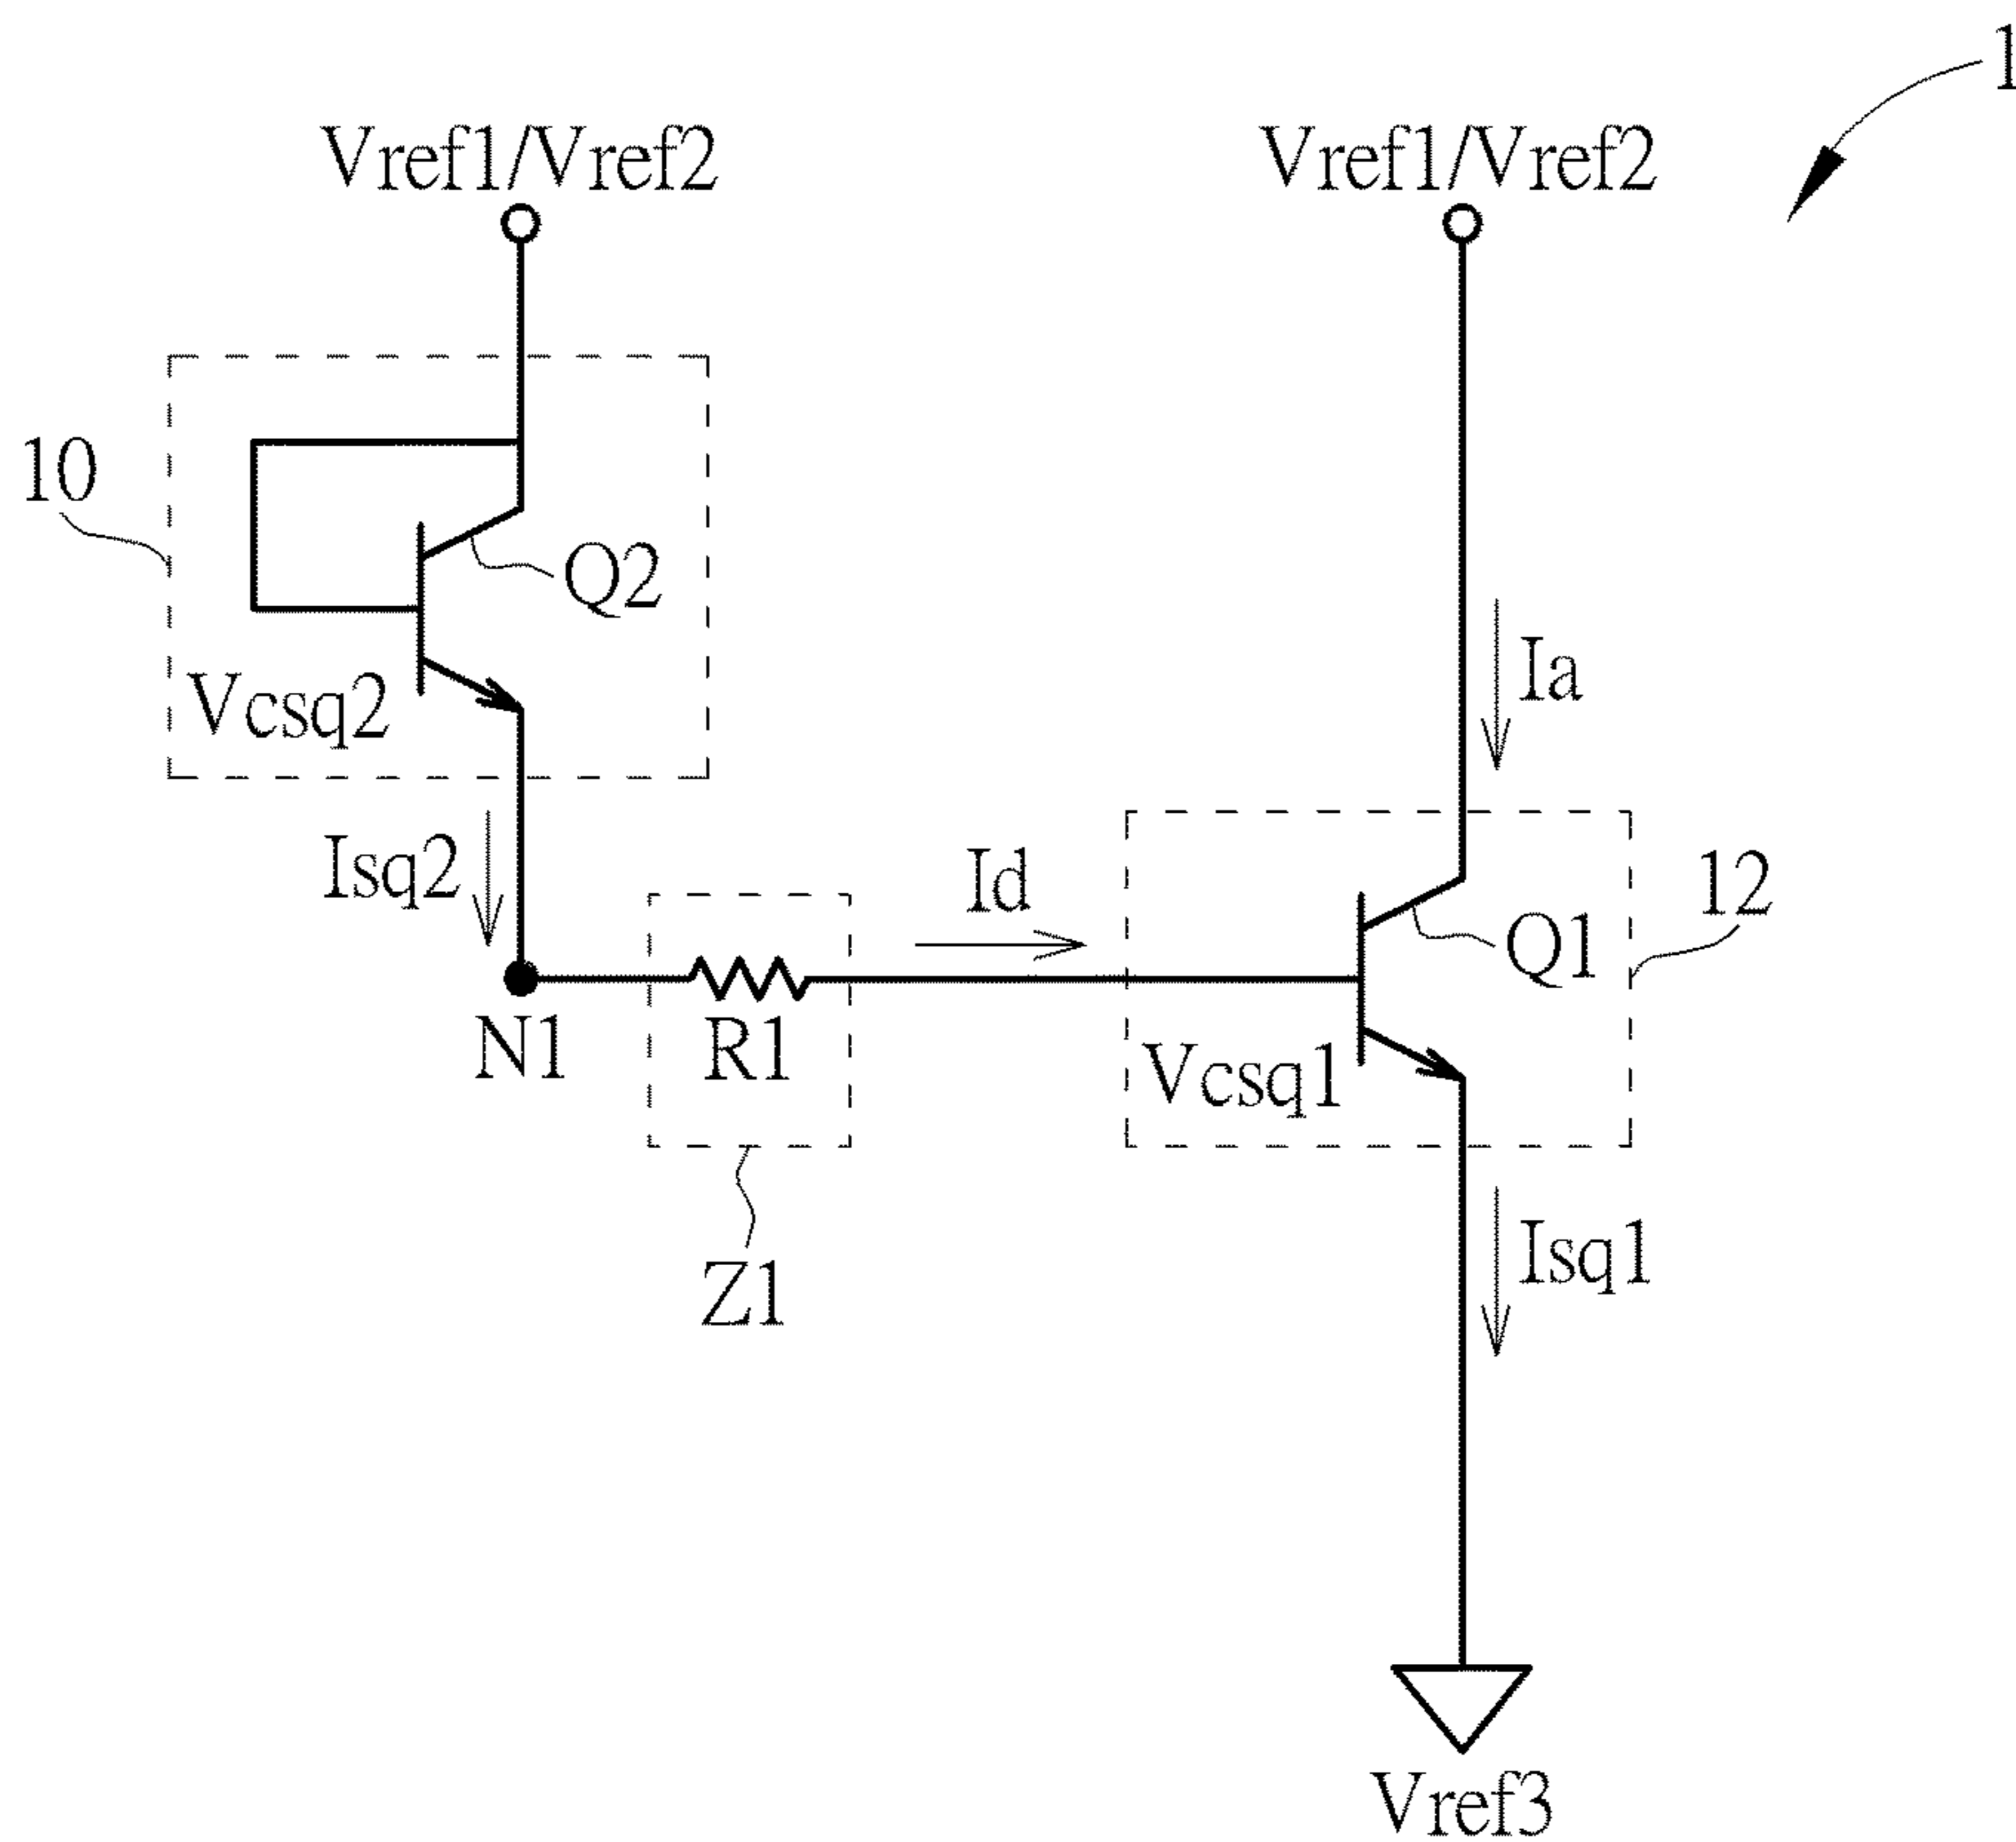 1
Vref1/Vref2
Vref1/Vref2
10
Q2
Vcsq2
Ia
Isq2
Id
12
Q1
N1
R1
Vcsq1
Z1
Isq1
Vref3